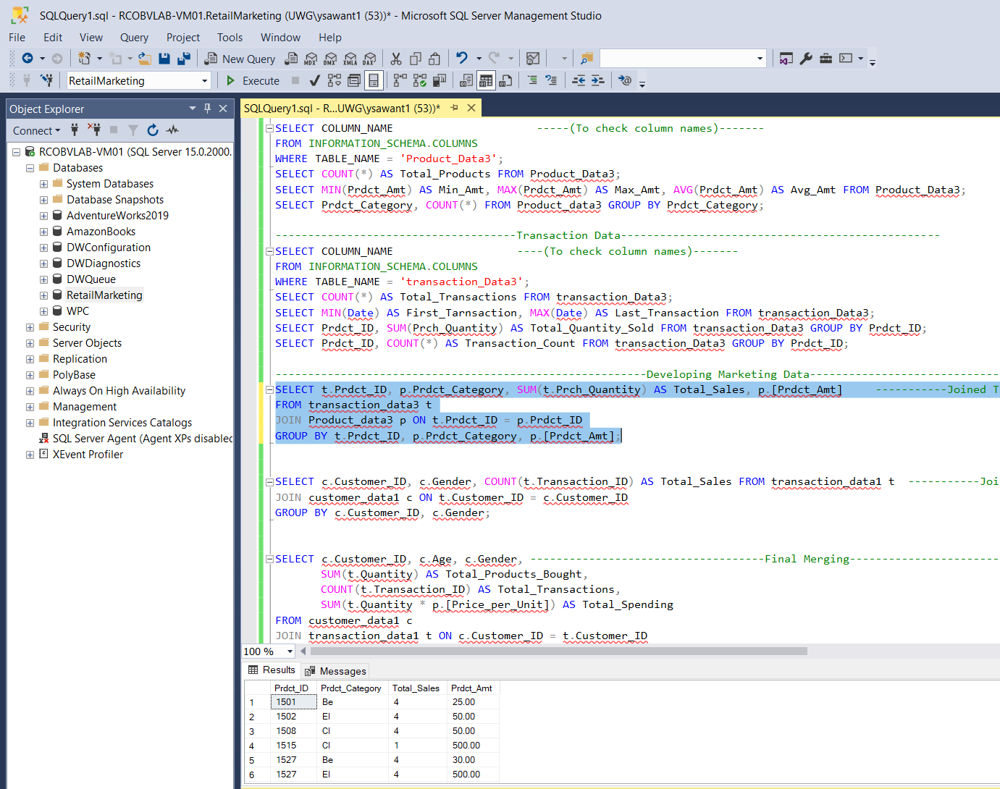 SQLQuery1.sql - RCOBVLAB-VM01.RetailMarketing (UWG\ysawant1 (53))* - Microsoft SQL Server Management Studio
File Edit View Query Project Tools Window Help
New Query MDX DMX XMLA DAX
RetailMarketing Execute
Object Explorer
Connect
RCOBVLAB-VM01 (SQL Server 15.0.2000.
Databases
System Databases
Database Snapshots
AdventureWorks2019
AmazonBooks
DWConfiguration
DWDiagnostics
DWQueue
RetailMarketing
WPC
Security
Server Objects
Replication
PolyBase
Always On High Availability
Management
Integration Services Catalogs
SQL Server Agent (Agent XPs disablec
XEvent Profiler
SQLQuery1.sql - R...UWG\ysawant1 (53))*
SELECT COLUMN_NAME -----(To check column names)-------
FROM INFORMATION_SCHEMA.COLUMNS
WHERE TABLE_NAME = 'Product_Data3';
SELECT COUNT(*) AS Total_Products FROM Product_Data3;
SELECT MIN(Prdct_Amt) AS Min_Amt, MAX(Prdct_Amt) AS Max_Amt, AVG(Prdct_Amt) AS Avg_Amt FROM Product_Data3;
SELECT Prdct_Category, COUNT(*) FROM Product_data3 GROUP BY Prdct_Category;
-------------------------------------Transaction Data-------------------------------------------------
SELECT COLUMN_NAME ----(To check column names)-------
FROM INFORMATION_SCHEMA.COLUMNS
WHERE TABLE_NAME = 'transaction_Data3';
SELECT COUNT(*) AS Total_Transactions FROM transaction_Data3;
SELECT MIN(Date) AS First_Tarnsaction, MAX(Date) AS Last_Transaction FROM transaction_Data3;
SELECT Prdct_ID, SUM(Prch_Quantity) AS Total_Quantity_Sold FROM transaction_Data3 GROUP BY Prdct_ID;
SELECT Prdct_ID, COUNT(*) AS Transaction_Count FROM transaction_Data3 GROUP BY Prdct_ID;
---------------------------------------------------------Developing Marketing Data-----------------------------
SELECT t.Prdct_ID, p.Prdct_Category, SUM(t.Prch_Quantity) AS Total_Sales, p.[Prdct_Amt] -----------Joined T
FROM transaction_data3 t
JOIN Product_data3 p ON t.Prdct_ID = p.Prdct_ID
GROUP BY t.Prdct_ID, p.Prdct_Category, p.[Prdct_Amt];
SELECT c.Customer_ID, c.Gender, COUNT(t.Transaction_ID) AS Total_Sales FROM transaction_data1 t -----------Joi
JOIN customer_data1 c ON t.Customer_ID = c.Customer_ID
GROUP BY c.Customer_ID, c.Gender;
SELECT c.Customer_ID, c.Age, c.Gender, ------------------------------------Final Merging-----------------------
SUM(t.Quantity) AS Total_Products_Bought,
COUNT(t.Transaction_ID) AS Total_Transactions,
SUM(t.Quantity * p.[Price_per_Unit]) AS Total_Spending
FROM customer_data1 c
JOIN transaction_data1 t ON c.Customer_ID = t.Customer_ID
100 %
Results Messages
Prdct_ID Prdct_Category Total_Sales Prdct_Amt
1 1501 Be 4 25.00
2 1502 El 4 50.00
3 1508 Cl 4 50.00
4 1515 Cl 1 500.00
5 1527 Be 4 30.00
6 1527 El 4 500.00